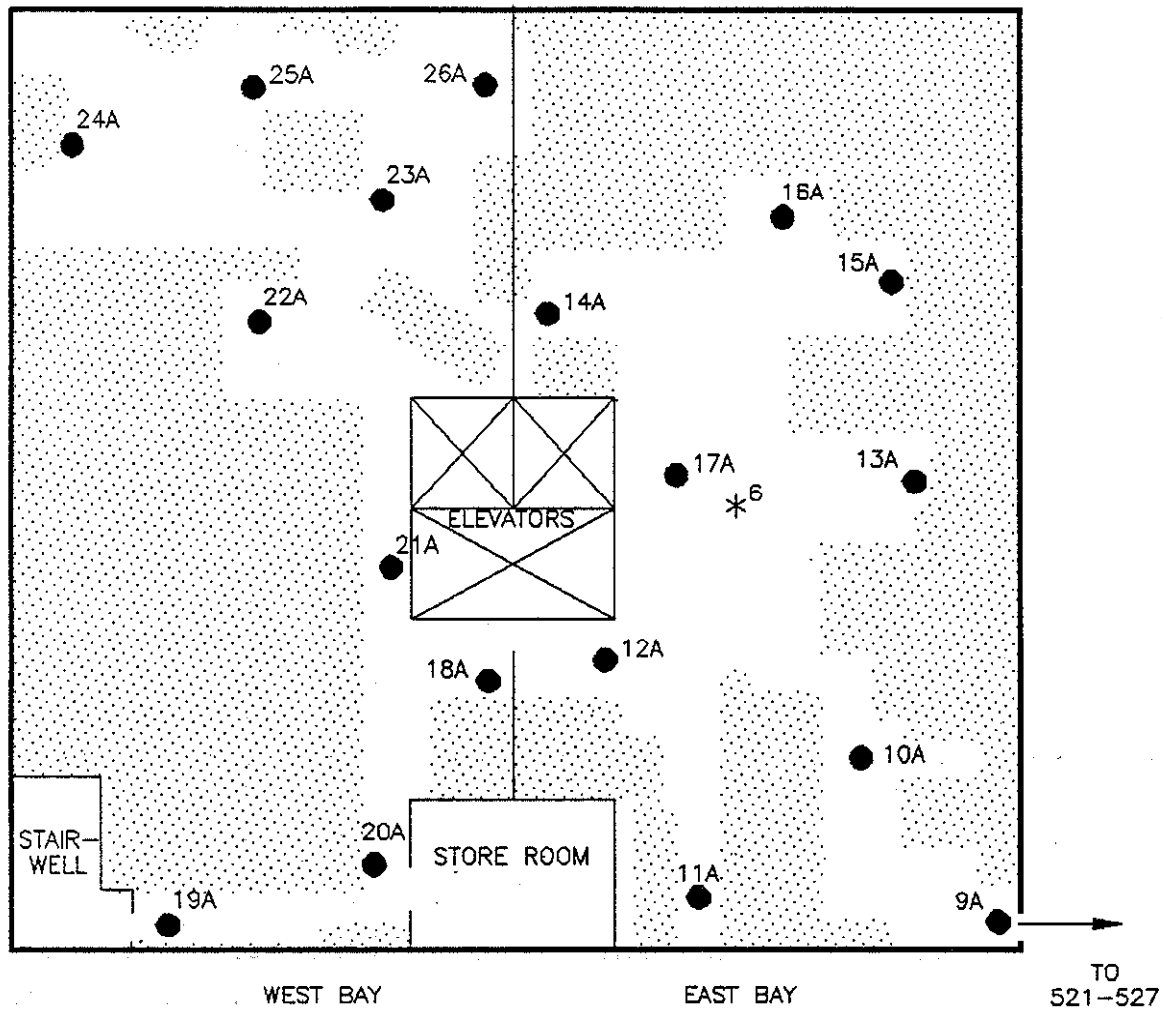 25A
26A
24A
23A
16A
15A
22A
14A
17A
13A
6
ELEVATORS
21A
12A
18A
10A
20A
STAIR-
WELL
STORE ROOM
11A
19A
9A
WEST BAY
EAST BAY
TO
521-527